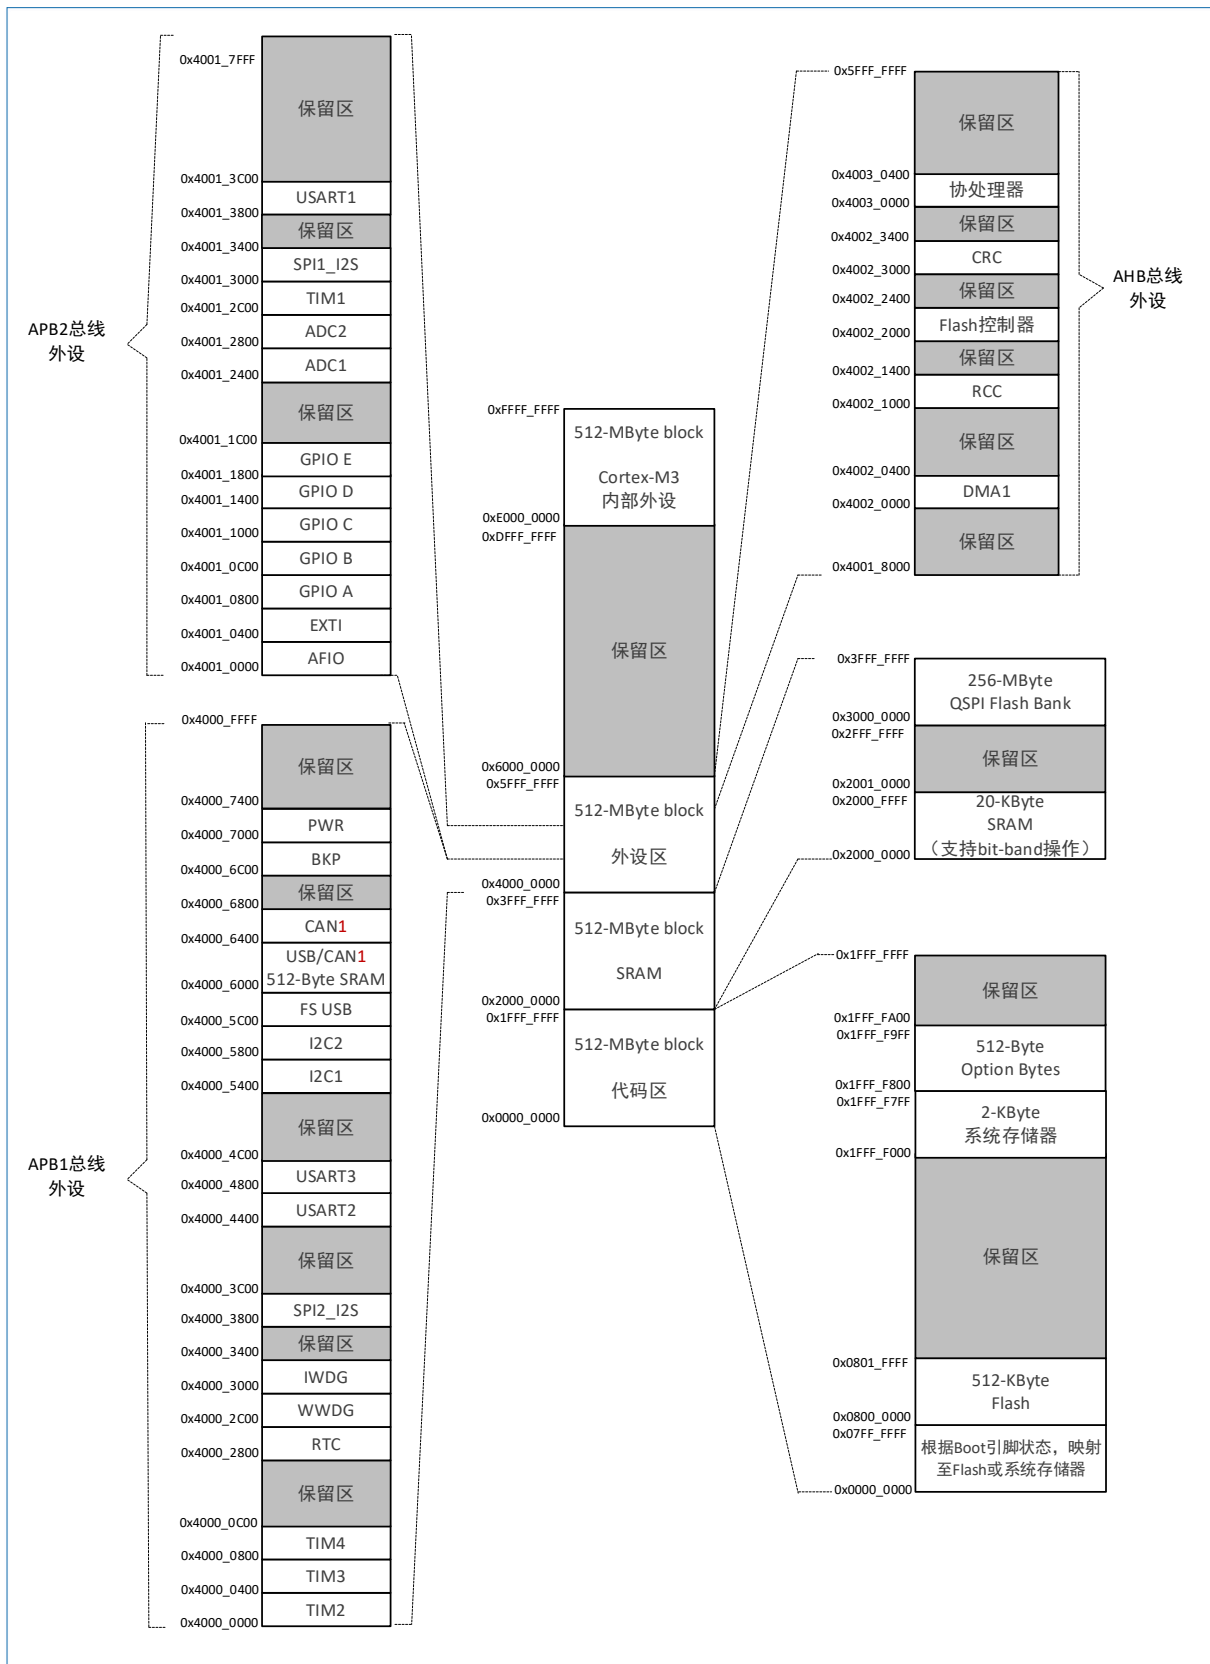 0x4001_7FFF
保留区
0x4001_3C00
USART1
0x4001_3800
保留区
0x4001_3400
SPI1_I2S
0x4001_3000
TIM1
0x4001_2C00
ADC2
0x4001_2800
ADC1
0x4001_2400
保留区
0x4001_1C00
GPIO E
0x4001_1800
GPIO D
0x4001_1400
GPIO C
0x4001_1000
GPIO B
0x4001_0C00
GPIO A
0x4001_0800
EXTI
0x4001_0400
AFIO
0x4001_0000
APB2总线
外设
0x4000_FFFF
保留区
0x4000_7400
PWR
0x4000_7000
BKP
0x4000_6C00
保留区
0x4000_6800
CAN1
0x4000_6400
USB/CAN1
512-Byte SRAM
0x4000_6000
FS USB
0x4000_5C00
I2C2
0x4000_5800
I2C1
0x4000_5400
保留区
0x4000_4C00
USART3
0x4000_4800
USART2
0x4000_4400
保留区
0x4000_3C00
SPI2_I2S
0x4000_3800
保留区
0x4000_3400
IWDG
0x4000_3000
WWDG
0x4000_2C00
RTC
0x4000_2800
保留区
0x4000_0C00
TIM4
0x4000_0800
TIM3
0x4000_0400
TIM2
0x4000_0000
APB1总线
外设
0xFFFF_FFFF
512-MByte block
Cortex-M3
内部外设
0xE000_0000
0xDFFF_FFFF
保留区
0x6000_0000
0x5FFF_FFFF
512-MByte block
外设区
0x4000_0000
0x3FFF_FFFF
512-MByte block
SRAM
0x2000_0000
0x1FFF_FFFF
512-MByte block
代码区
0x0000_0000
0x5FFF_FFFF
保留区
0x4003_0400
协处理器
0x4003_0000
保留区
0x4002_3400
CRC
0x4002_3000
保留区
0x4002_2400
Flash控制器
0x4002_2000
保留区
0x4002_1400
RCC
0x4002_1000
保留区
0x4002_0400
DMA1
0x4002_0000
保留区
0x4001_8000
AHB总线
外设
0x3FFF_FFFF
256-MByte
QSPI Flash Bank
0x3000_0000
0x2FFF_FFFF
保留区
0x2001_0000
0x2000_FFFF
20-KByte
SRAM
（支持bit-band操作）
0x2000_0000
0x1FFF_FFFF
保留区
0x1FFF_FA00
0x1FFF_F9FF
512-Byte
Option Bytes
0x1FFF_F800
0x1FFF_F7FF
2-KByte
系统存储器
0x1FFF_F000
保留区
0x0801_FFFF
512-KByte
Flash
0x0800_0000
0x07FF_FFFF
根据Boot引脚状态，映射
至Flash或系统存储器
0x0000_0000